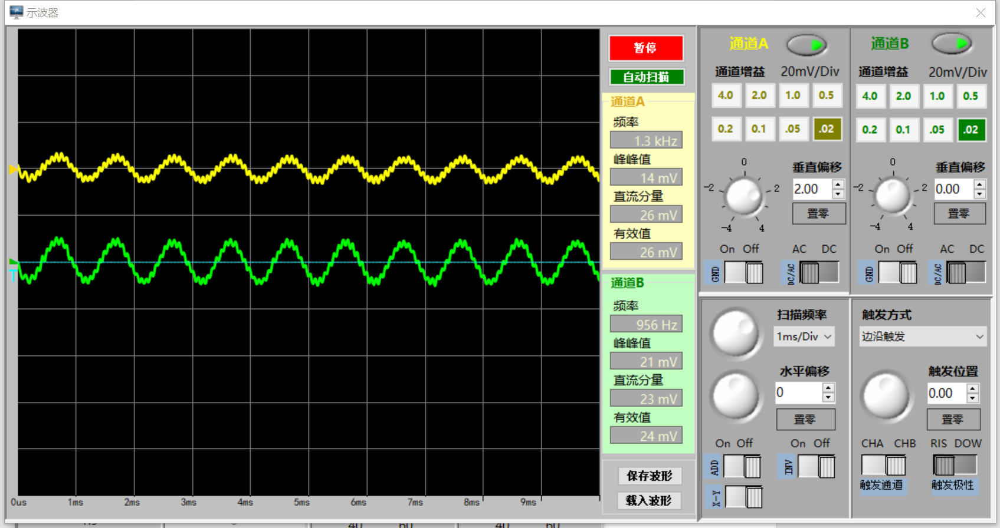 示波器
暂停
自动扫描
通道A
频率
1.3 kHz
峰峰值
14 mV
直流分量
26 mV
有效值
26 mV
通道B
频率
956 Hz
峰峰值
21 mV
直流分量
23 mV
有效值
24 mV
保存波形
载入波形
T
0us 1ms 2ms 3ms 4ms 5ms 6ms 7ms 8ms 9ms
通道A
通道增益 20mV/Div
4.0 2.0 1.0 0.5
0.2 0.1 .05 .02
0
-2 2
-4 4
垂直偏移
2.00
置零
On Off AC DC
GND DC/AC
通道B
通道增益 20mV/Div
4.0 2.0 1.0 0.5
0.2 0.1 .05 .02
0
-2 2
-4 4
垂直偏移
0.00
置零
On Off AC DC
GND DC/AC
扫描频率
1ms/Div
水平偏移
0
置零
On Off On Off
ADD INV
X-Y
触发方式
边沿触发
触发位置
0.00
置零
CHA CHB RIS DOW
触发通道 触发极性
40 60 40 60